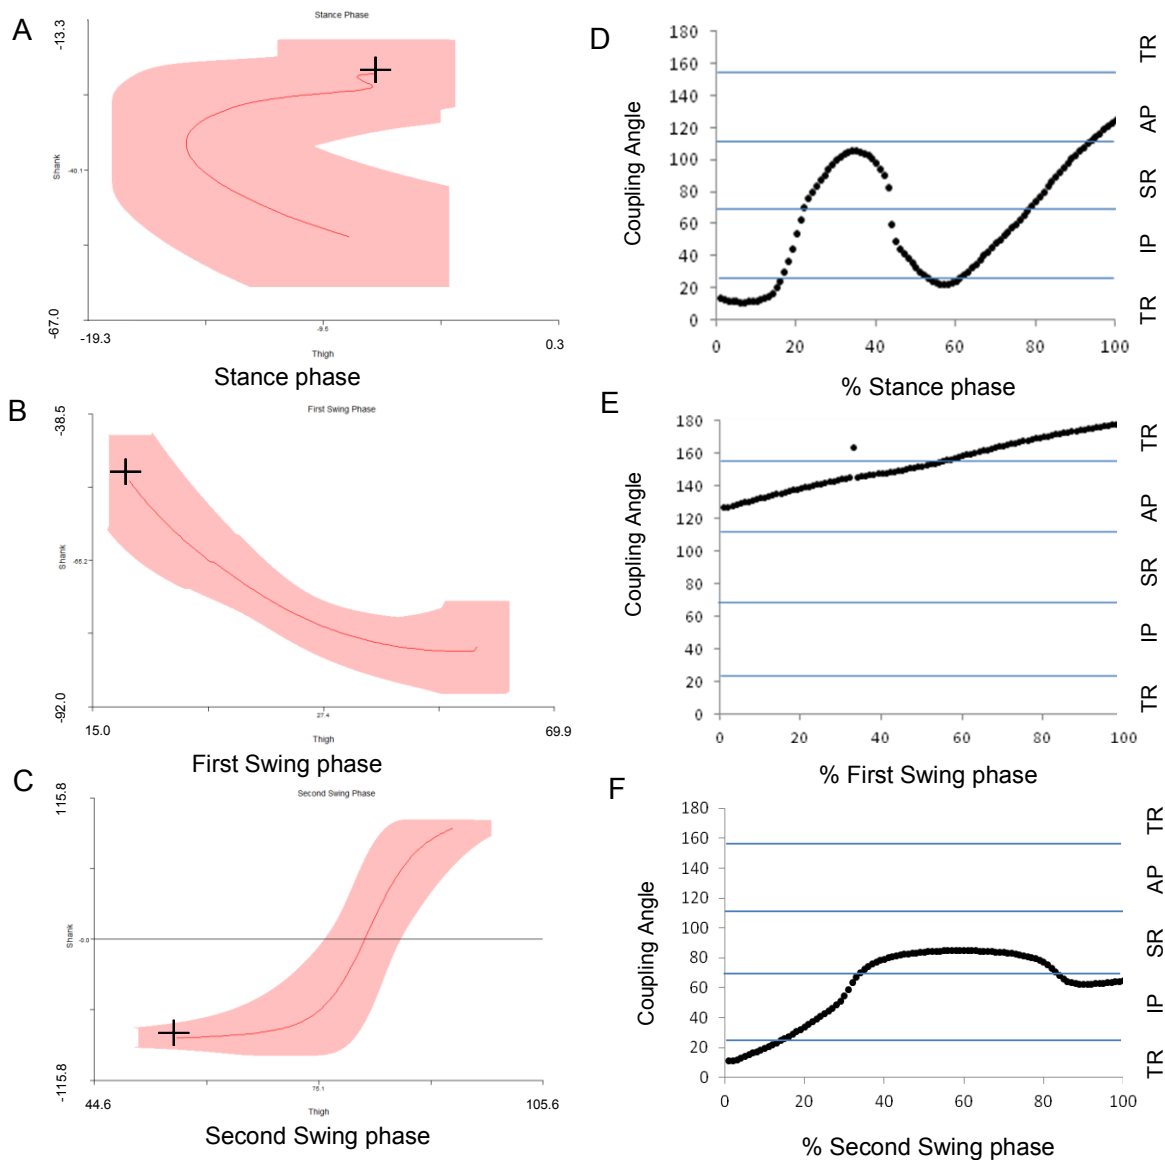 A
Stance Phase
-13.3
Shank
-40.1
-67.0
-19.3
-9.5
0.3
Thigh
Stance phase
D
Coupling Angle
180
160
140
120
100
80
60
40
20
0
0 20 40 60 80 100
% Stance phase
TR
AP
SR
IP
TR
B
First Swing Phase
-38.5
Shank
-65.2
-92.0
15.0
27.4
69.9
Thigh
First Swing phase
E
Coupling Angle
180
160
140
120
100
80
60
40
20
0
0 20 40 60 80 100
% First Swing phase
TR
AP
SR
IP
TR
C
Second Swing Phase
115.8
Shank
-0.0
-115.8
44.6
75.1
105.6
Thigh
Second Swing phase
F
Coupling Angle
180
160
140
120
100
80
60
40
20
0
0 20 40 60 80 100
% Second Swing phase
TR
AP
SR
IP
TR